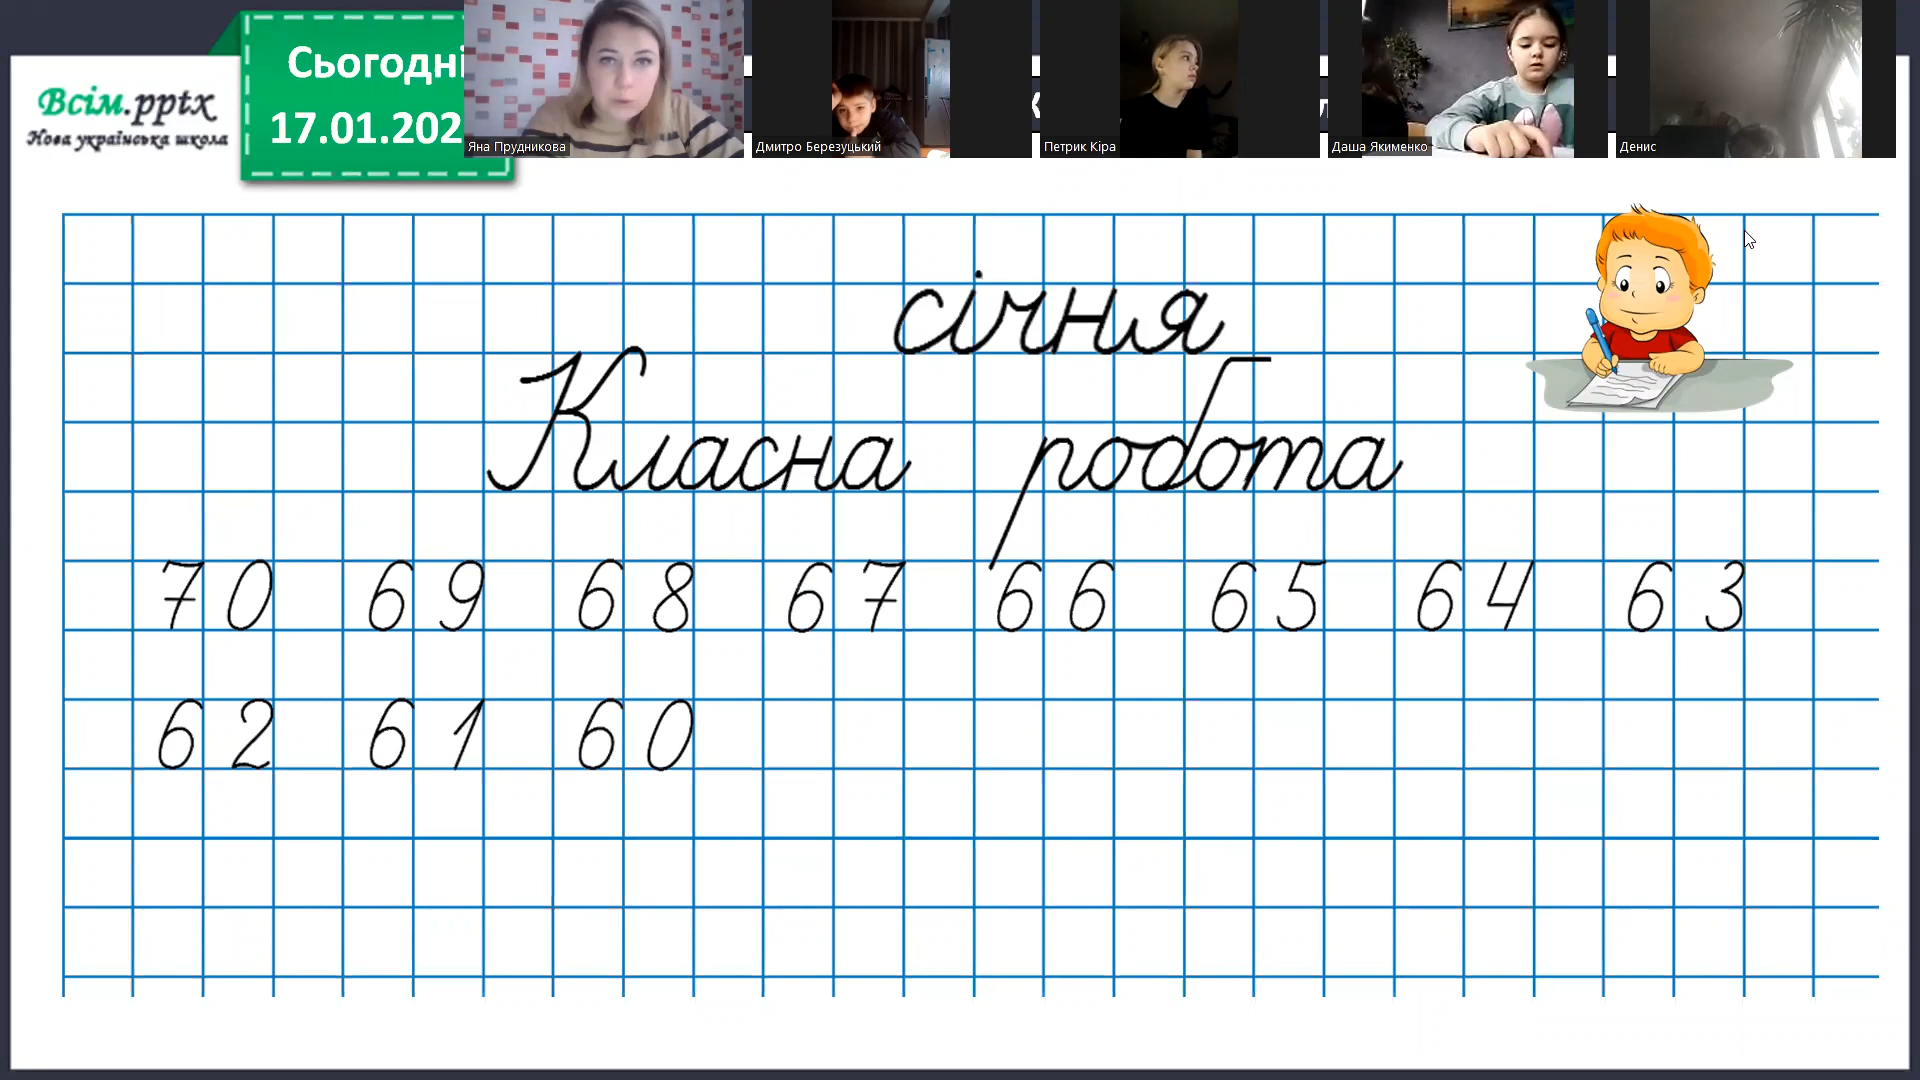 Всім.pptx
Нова українська школа
Сьогодні
17.01.202
Яна Прудникова
Дмитро Березуцький
Петрик Кіра
Даша Якименко
Денис
січня
Класна робота
70 69 68 67 66 65 64 63
62 61 60